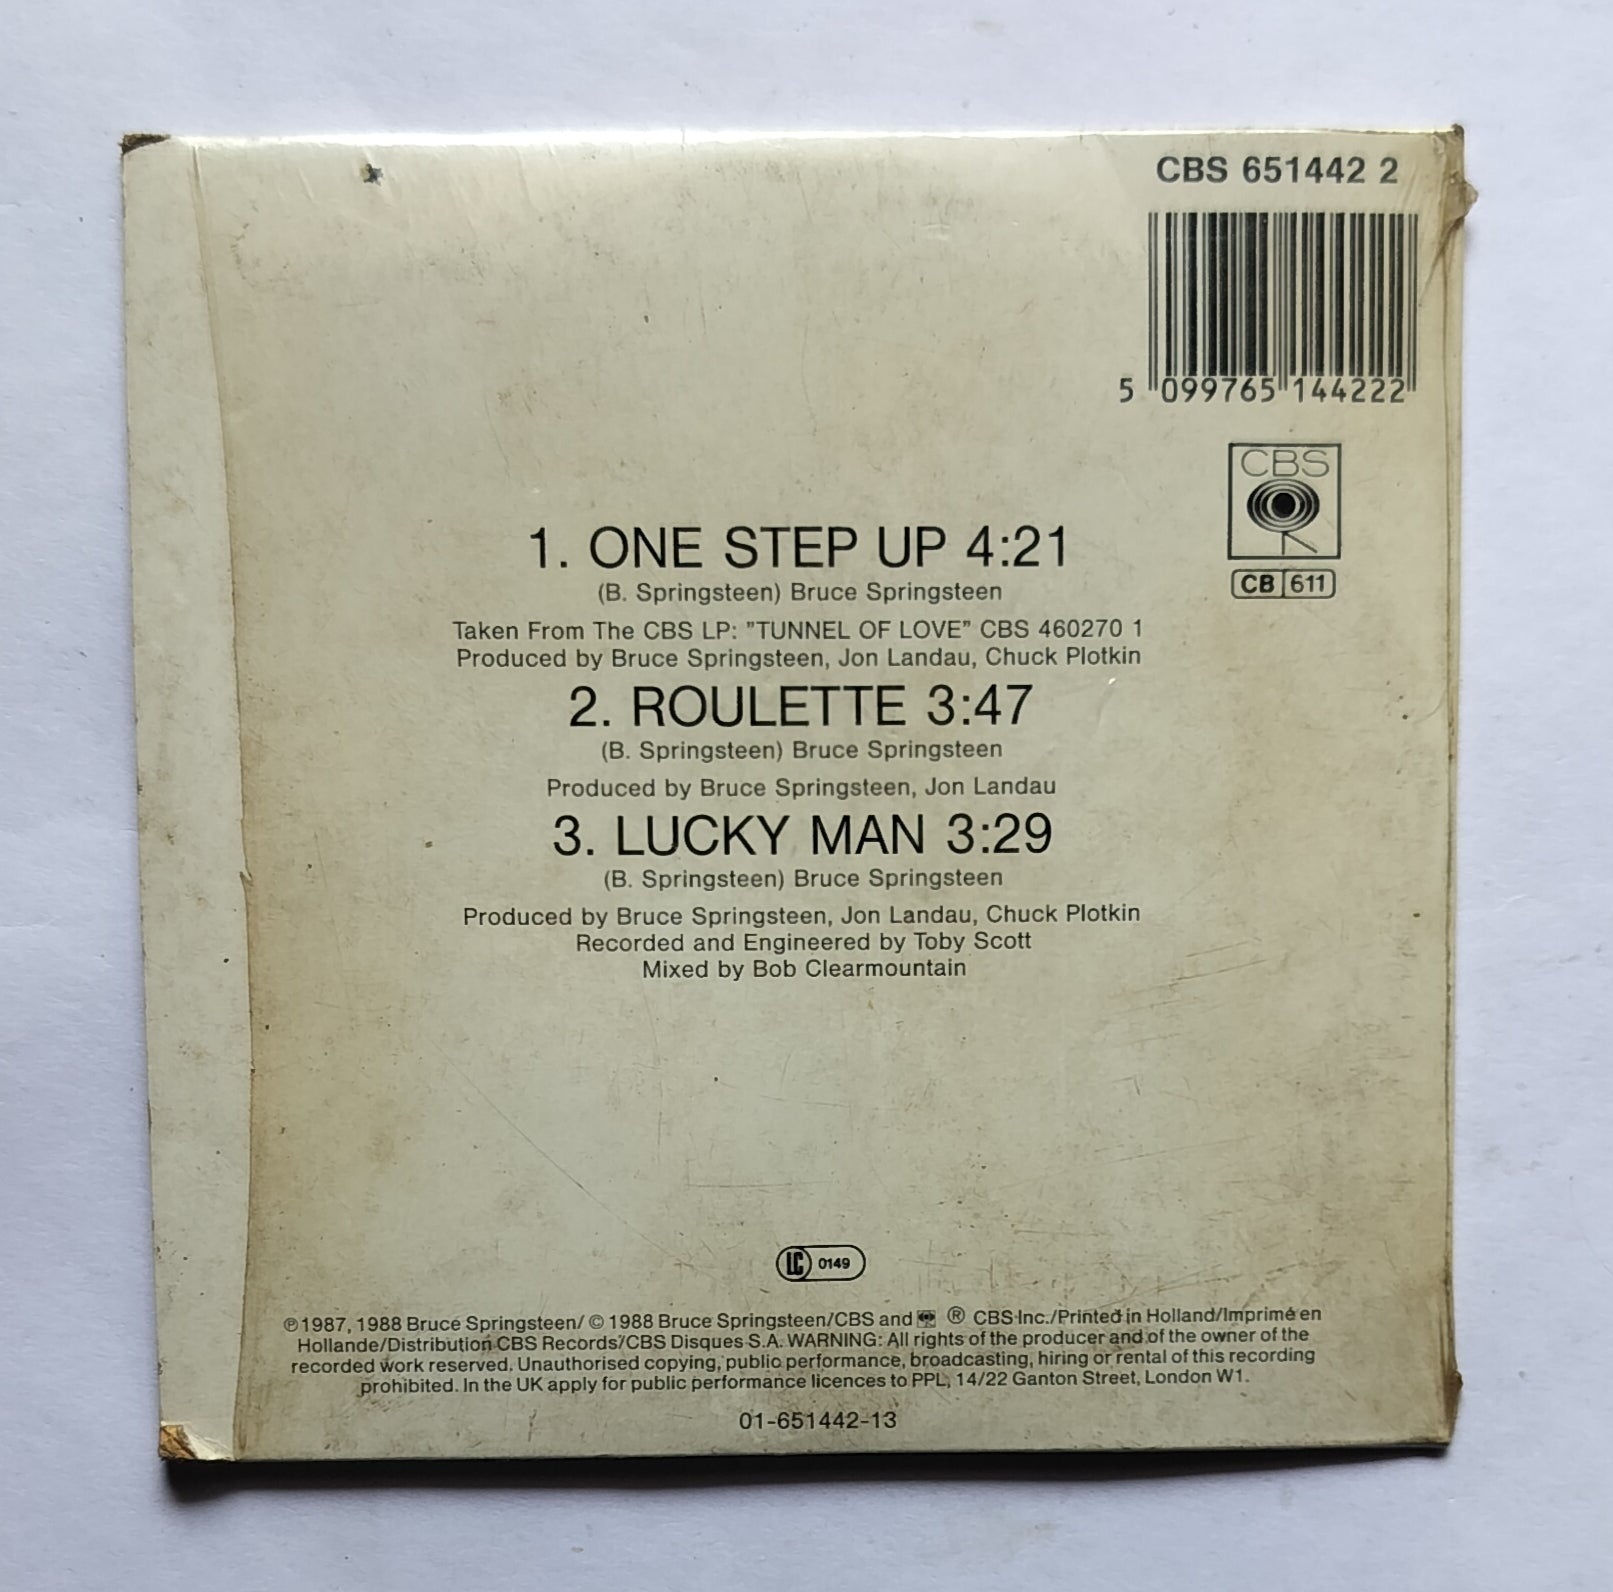 CBS 651442 2
5 099765 144222
CBS
CB 611
1. ONE STEP UP 4:21
(B. Springsteen) Bruce Springsteen
Taken From The CBS LP: "TUNNEL OF LOVE" CBS 460270 1
Produced by Bruce Springsteen, Jon Landau, Chuck Plotkin
2. ROULETTE 3:47
(B. Springsteen) Bruce Springsteen
Produced by Bruce Springsteen, Jon Landau
3. LUCKY MAN 3:29
(B. Springsteen) Bruce Springsteen
Produced by Bruce Springsteen, Jon Landau, Chuck Plotkin
Recorded and Engineered by Toby Scott
Mixed by Bob Clearmountain
LC 0149
℗ 1987, 1988 Bruce Springsteen/ © 1988 Bruce Springsteen/CBS and ® CBS Inc./Printed in Holland/Imprimé en
Hollande/Distribution CBS Records/CBS Disques S.A. WARNING: All rights of the producer and of the owner of the
recorded work reserved. Unauthorised copying, public performance, broadcasting, hiring or rental of this recording
prohibited. In the UK apply for public performance licences to PPL, 14/22 Ganton Street, London W1.
01-651442-13